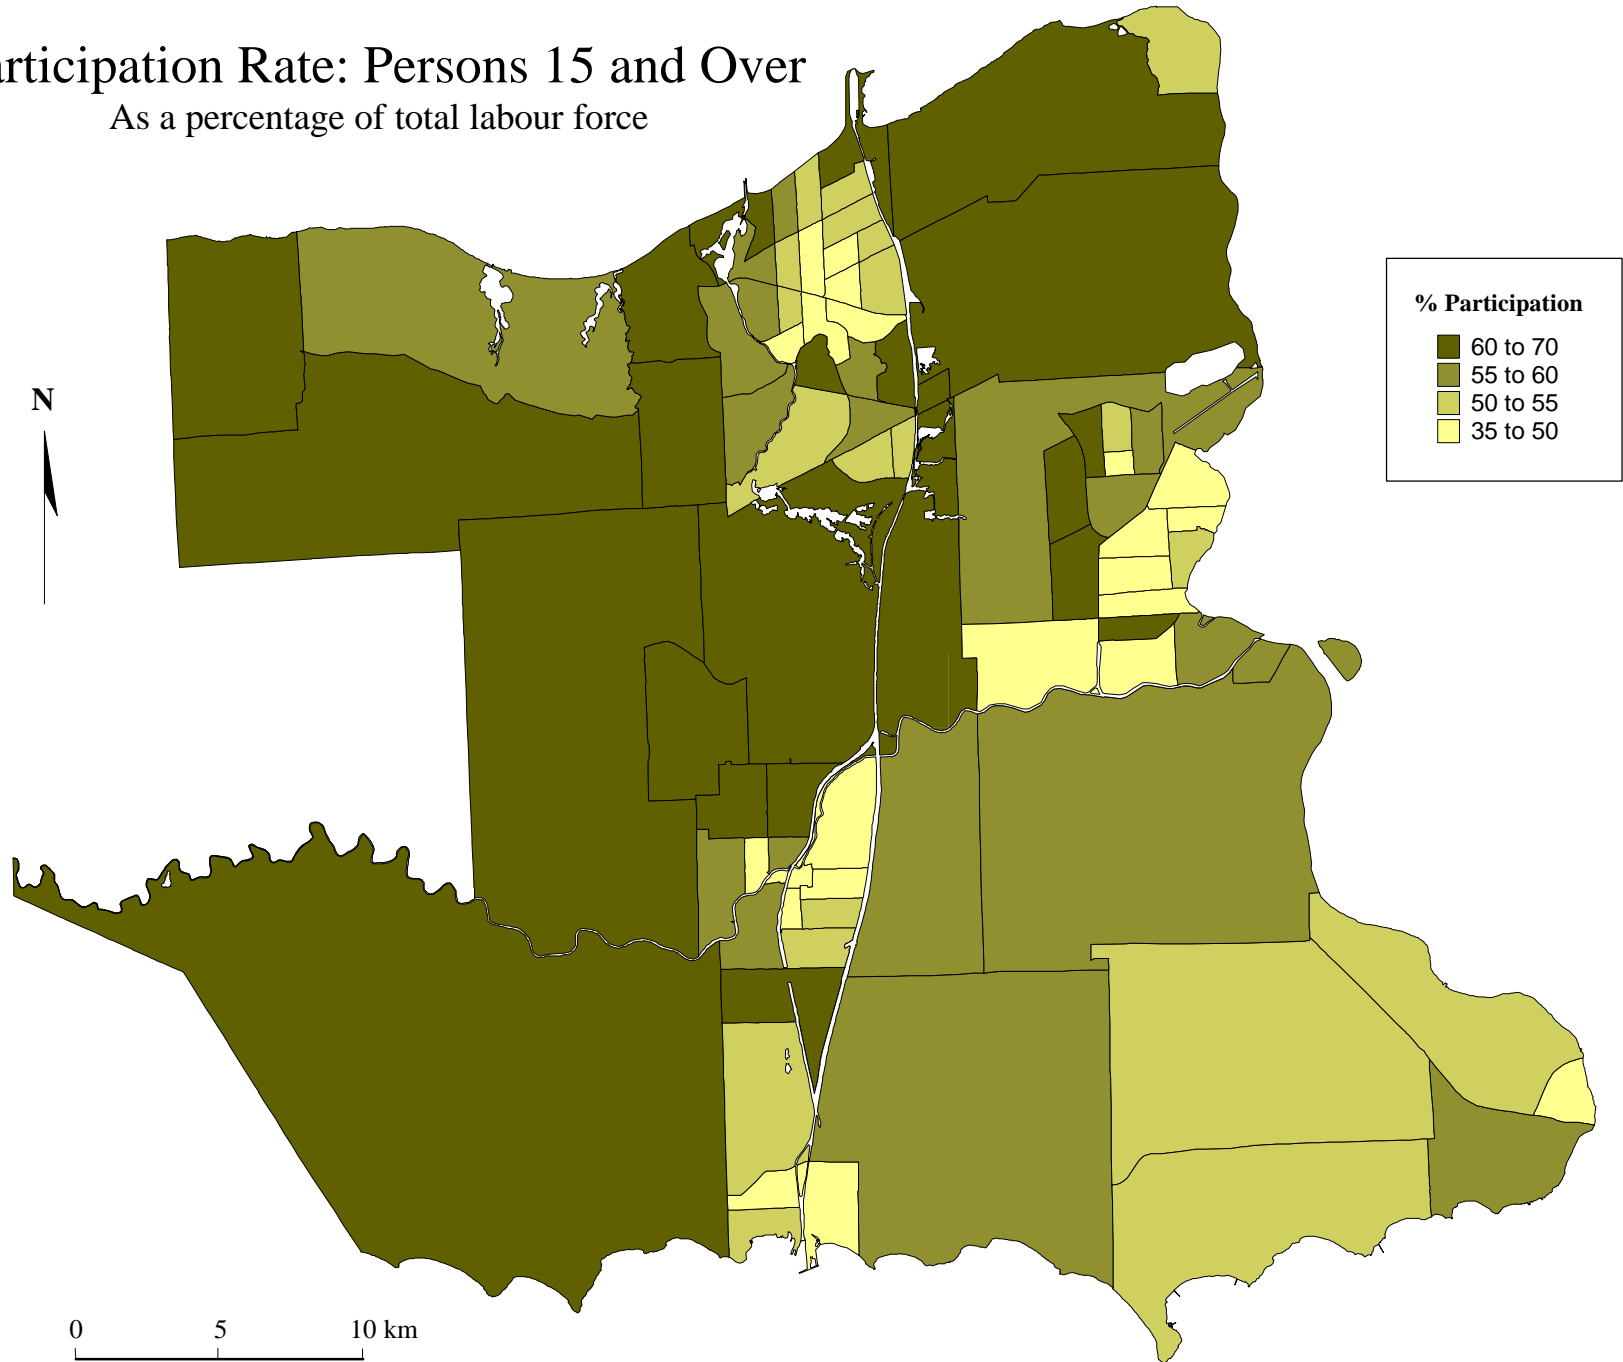 articipation Rate: Persons 15 and Over
As a percentage of total labour force
% Participation
60 to 70
55 to 60
50 to 55
35 to 50
N
0 5 10 km